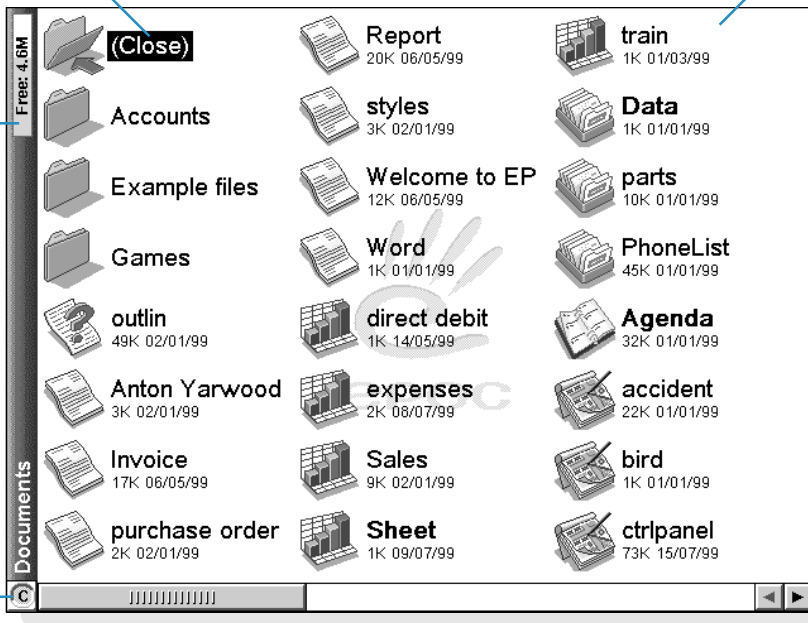 Free: 4.6M
Documents
C
(Close)
Accounts
Example files
Games
outlin
49K 02/01/99
Anton Yarwood
3K 02/01/99
Invoice
17K 06/05/99
purchase order
2K 02/01/99
Report
20K 06/05/99
styles
3K 02/01/99
Welcome to EP
12K 06/05/99
Word
1K 01/01/99
direct debit
1K 14/05/99
expenses
2K 08/07/99
Sales
9K 02/01/99
Sheet
1K 09/07/99
epoc
train
1K 01/03/99
Data
1K 01/01/99
parts
10K 01/01/99
PhoneList
45K 01/01/99
Agenda
32K 01/01/99
accident
22K 01/01/99
bird
1K 01/01/99
ctrlpanel
73K 15/07/99